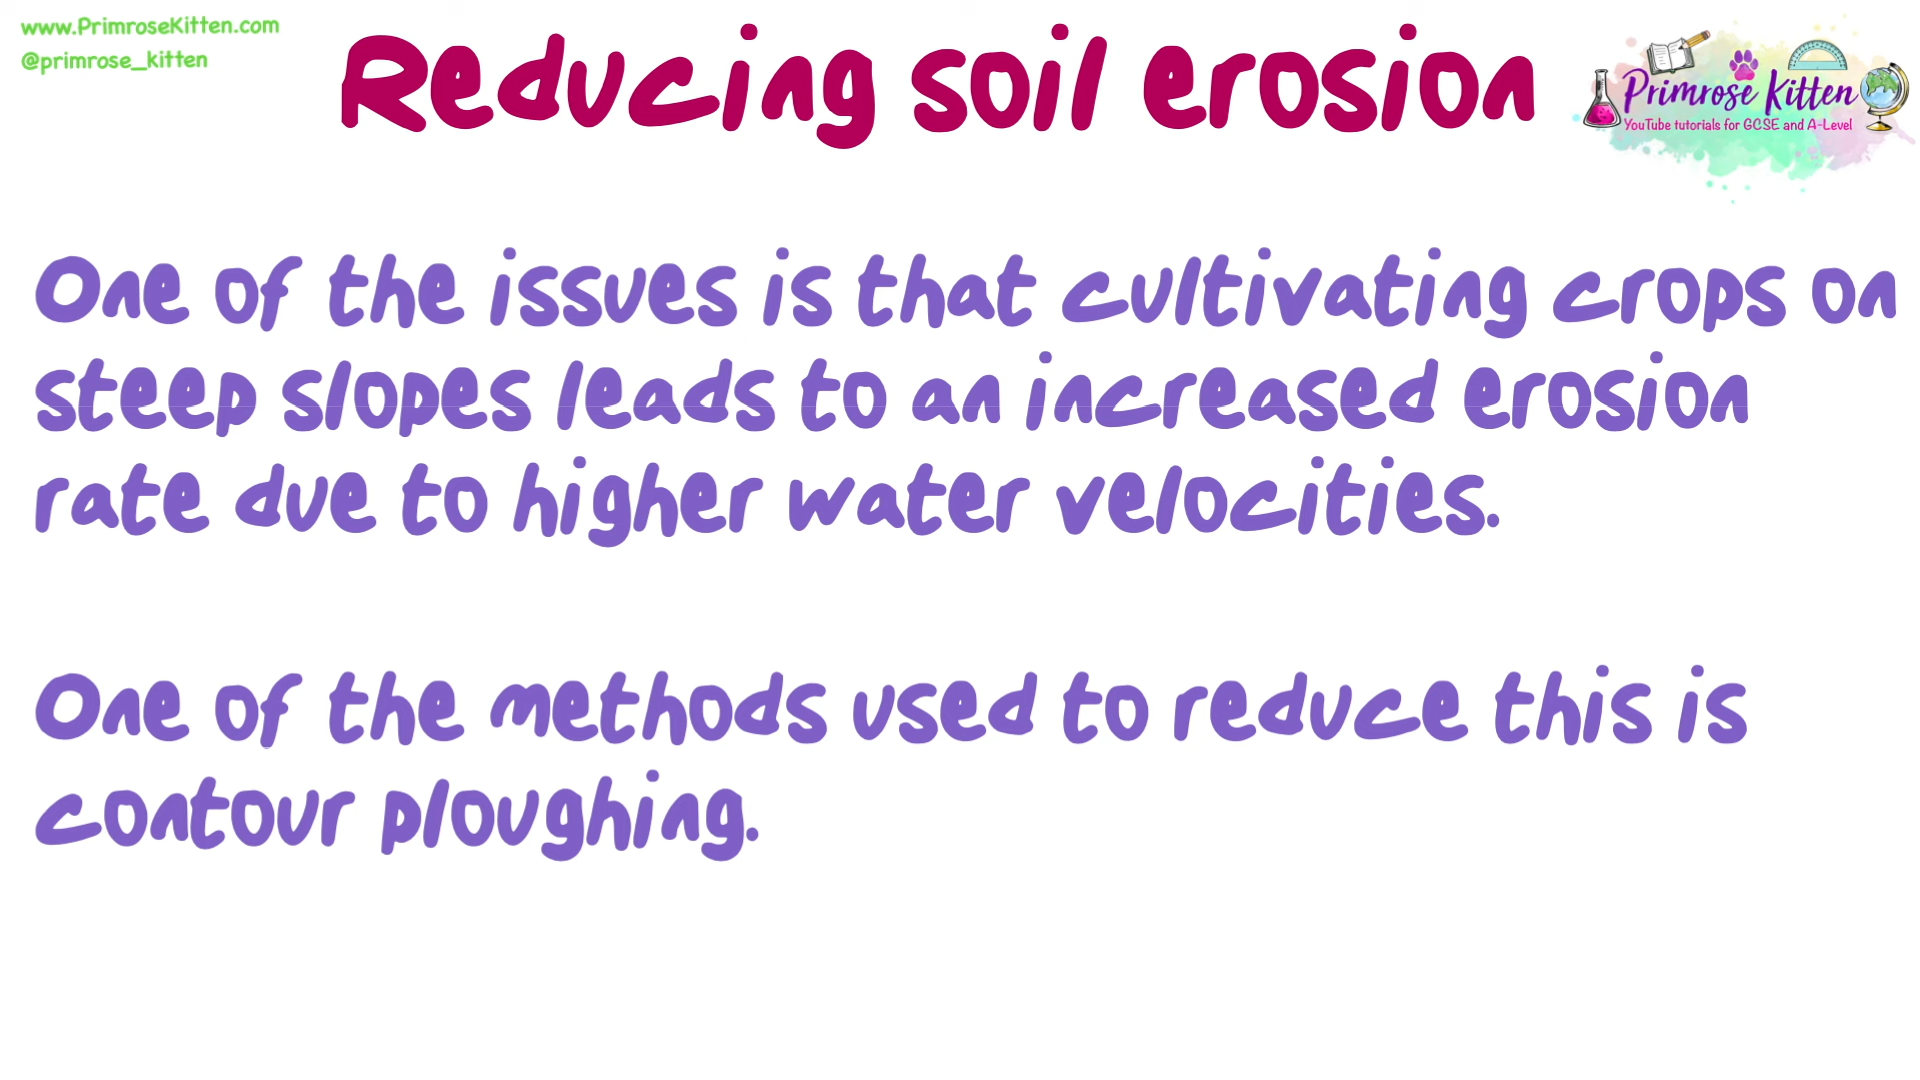 www.PrimroseKitten.com
@primrose_kitten
Reducing soil erosion
Primrose Kitten
YouTube tutorials for GCSE and A-Level
One of the issues is that cultivating crops on
steep slopes leads to an increased erosion
rate due to higher water velocities.
One of the methods used to reduce this is
contour ploughing.